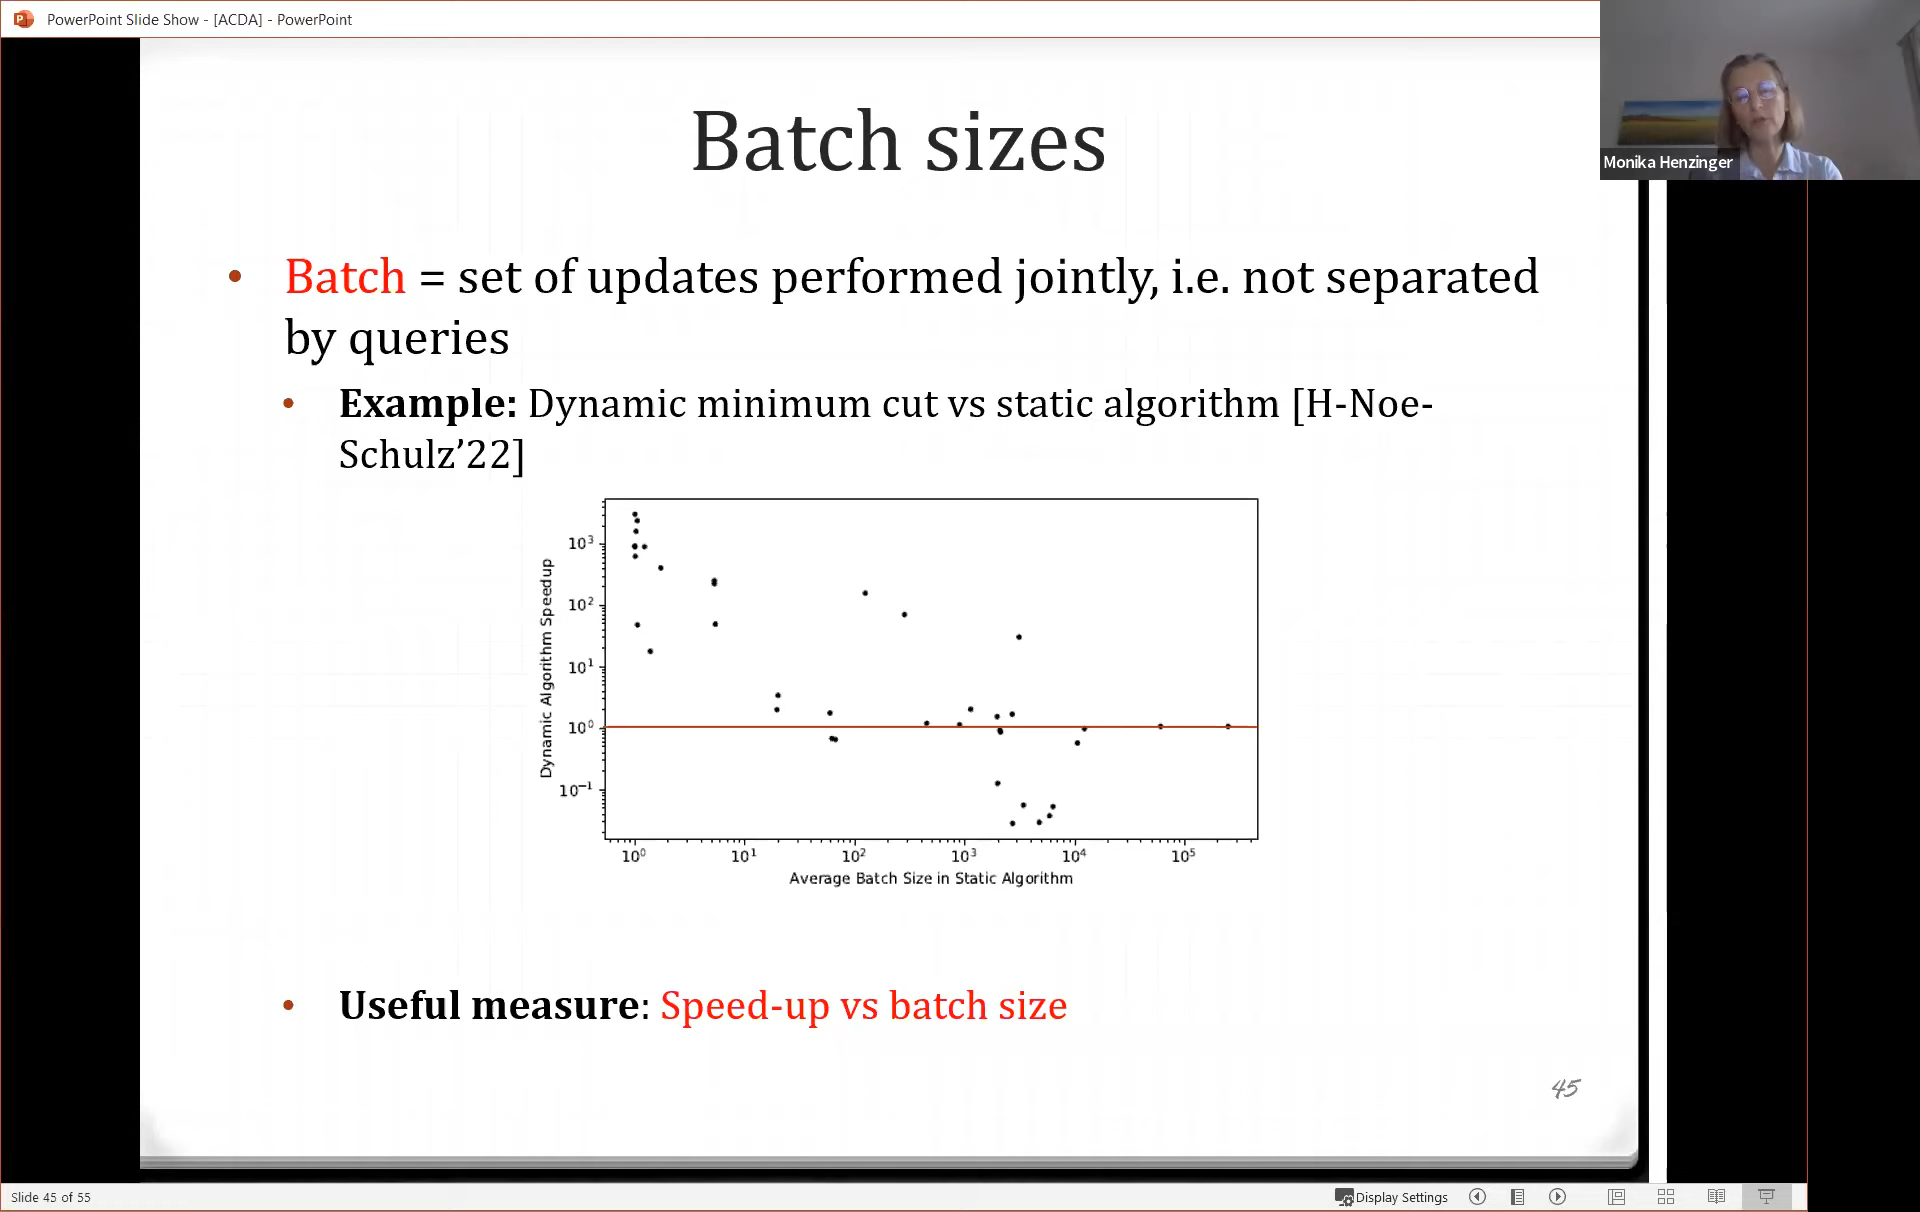 PowerPoint Slide Show - [ACDA] - PowerPoint
Monika Henzinger
Batch sizes
• Batch = set of updates performed jointly, i.e. not separated
by queries
• Example: Dynamic minimum cut vs static algorithm [H-Noe-
Schulz’22]
Dynamic Algorithm Speedup
10³
10²
10¹
10⁰
10⁻¹
10⁰ 10¹ 10² 10³ 10⁴ 10⁵
Average Batch Size in Static Algorithm
• Useful measure: Speed-up vs batch size
45
Slide 45 of 55
Display Settings